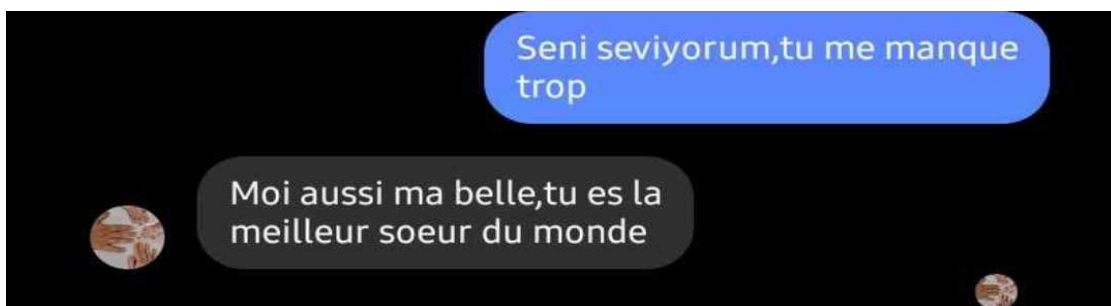 Seni seviyorum,tu me manque
trop
Moi aussi ma belle,tu es la
meilleur soeur du monde